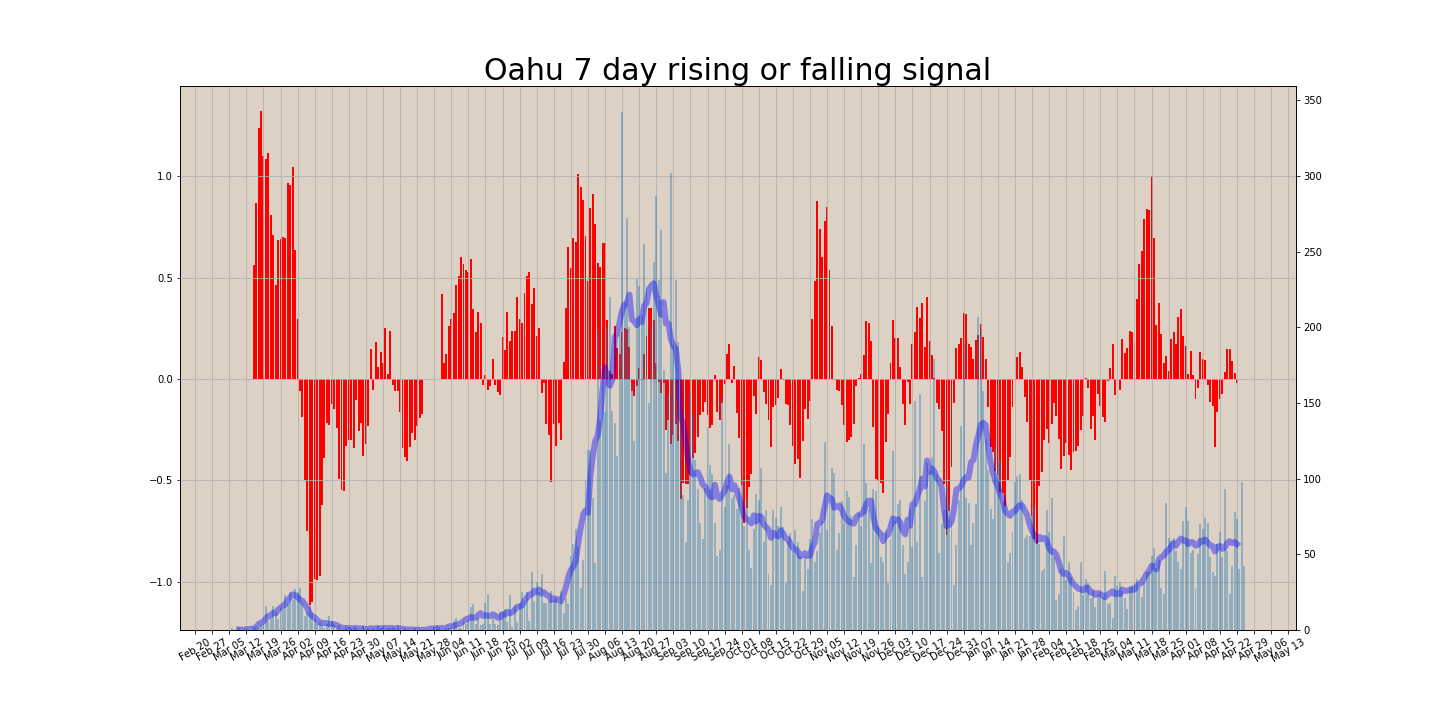 Oahu 7 day rising or falling signal
1.0
0.5
0.0
−0.5
−1.0
350
300
250
200
150
100
50
0
Feb 20
Feb 27
Mar 05
Mar 12
Mar 19
Mar 26
Apr 02
Apr 09
Apr 16
Apr 23
Apr 30
May 07
May 14
May 21
May 28
Jun 04
Jun 11
Jun 18
Jun 25
Jul 02
Jul 09
Jul 16
Jul 23
Jul 30
Aug 06
Aug 13
Aug 20
Aug 27
Sep 03
Sep 10
Sep 17
Sep 24
Oct 01
Oct 08
Oct 15
Oct 22
Oct 29
Nov 05
Nov 12
Nov 19
Nov 26
Dec 03
Dec 10
Dec 17
Dec 24
Dec 31
Jan 07
Jan 14
Jan 21
Jan 28
Feb 04
Feb 11
Feb 18
Feb 25
Mar 04
Mar 11
Mar 18
Mar 25
Apr 01
Apr 08
Apr 15
Apr 22
Apr 29
May 06
May 13